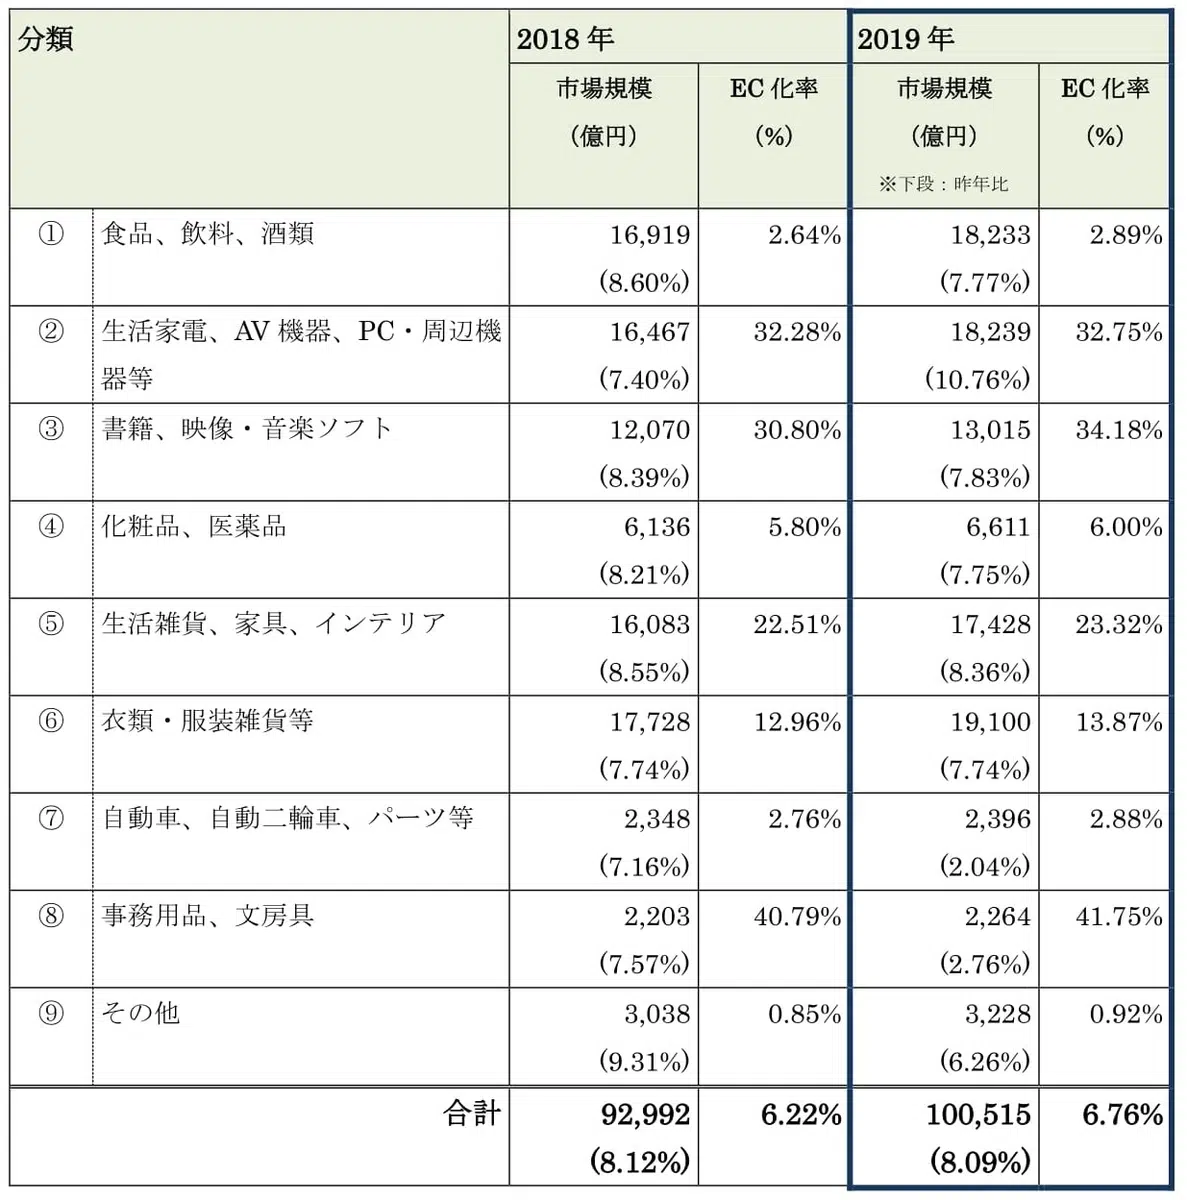 分類 2018 年 2019 年
市場規模 EC 化率 市場規模 EC 化率
（億円） （%） （億円） （%）
※下段：昨年比
① 食品、飲料、酒類 16,919 2.64% 18,233 2.89%
(8.60%) (7.77%)
② 生活家電、AV 機器、PC・周辺機 16,467 32.28% 18,239 32.75%
器等 (7.40%) (10.76%)
③ 書籍、映像・音楽ソフト 12,070 30.80% 13,015 34.18%
(8.39%) (7.83%)
④ 化粧品、医薬品 6,136 5.80% 6,611 6.00%
(8.21%) (7.75%)
⑤ 生活雑貨、家具、インテリア 16,083 22.51% 17,428 23.32%
(8.55%) (8.36%)
⑥ 衣類・服装雑貨等 17,728 12.96% 19,100 13.87%
(7.74%) (7.74%)
⑦ 自動車、自動二輪車、パーツ等 2,348 2.76% 2,396 2.88%
(7.16%) (2.04%)
⑧ 事務用品、文房具 2,203 40.79% 2,264 41.75%
(7.57%) (2.76%)
⑨ その他 3,038 0.85% 3,228 0.92%
(9.31%) (6.26%)
合計 92,992 6.22% 100,515 6.76%
(8.12%) (8.09%)